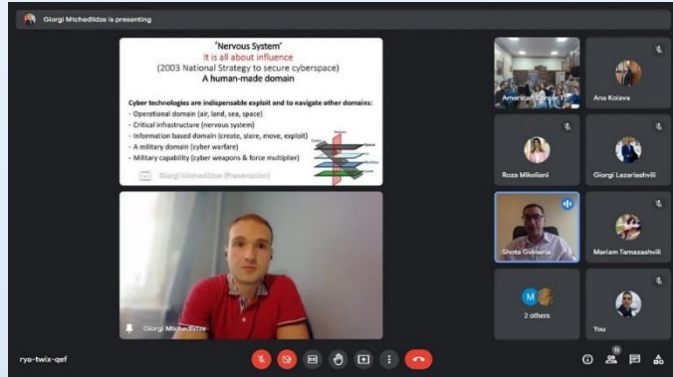 Giorgi Mtchedlidze is presenting
'Nervous System'
It is all about influence
(2003 National Strategy to secure cyberspace)
A human-made domain
Cyber technologies are indispensable exploit and to navigate other domains:
- Operational domain (air, land, sea, space)
- Critical infrastructure (nervous system)
- Information based domain (create, store, move, exploit)
- A military domain (cyber warfare)
- Military capability (cyber weapons & force multiplier)
Giorgi Mtchedlidze (Presentation)
Giorgi Mtchedlidze
Ana Koiava
Roza Mikeliani
Giorgi Lazariashvili
Shota Gvineria
Mariam Tamazashvili
M
2 others
You
rya-twix-qef